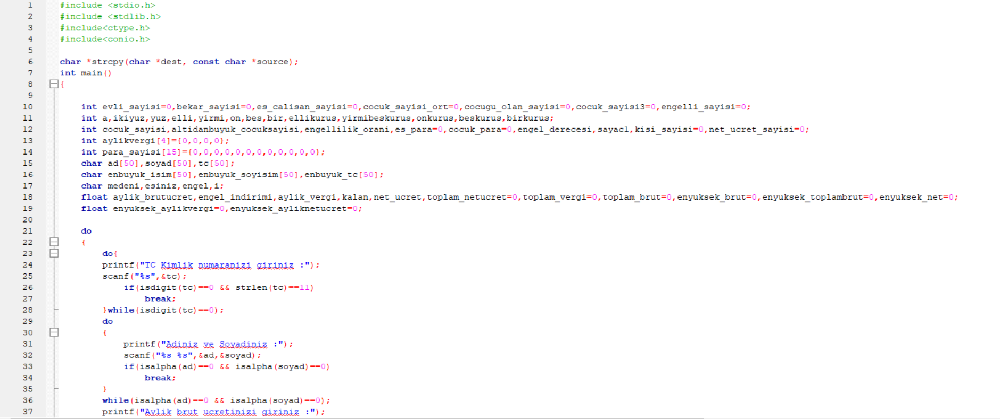 1 #include <stdio.h>
2 #include <stdlib.h>
3 #include<ctype.h>
4 #include<conio.h>
5
6 char *strcpy(char *dest, const char *source);
7 int main()
8 {
9
10 int evli_sayisi=0,bekar_sayisi=0,es_calisan_sayisi=0,cocuk_sayisi_ort=0,cocugu_olan_sayisi=0,cocuk_sayisi3=0,engelli_sayisi=0;
11 int a,ikiyuz,yuz,elli,yirmi,on,bes,bir,ellikurus,yirmibeskurus,onkurus,beskurus,birkurus;
12 int cocuk_sayisi,altidanbuyuk_cocuksayisi,engellilik_orani,es_para=0,cocuk_para=0,engel_derecesi,sayac1,kisi_sayisi=0,net_ucret_sayisi=0;
13 int aylikvergi[4]={0,0,0,0};
14 int para_sayisi[15]={0,0,0,0,0,0,0,0,0,0,0,0};
15 char ad[50],soyad[50],tc[50];
16 char enbuyuk_isim[50],enbuyuk_soyisim[50],enbuyuk_tc[50];
17 char medeni,esiniz,engel,i;
18 float aylik_brutucret,engel_indirimi,aylik_vergi,kalan,net_ucret,toplam_netucret=0,toplam_vergi=0,toplam_brut=0,enyuksek_brut=0,enyuksek_toplambrut=0,enyuksek_net=0;
19 float enyuksek_aylikvergi=0,enyuksek_ayliknetucret=0;
20
21 do
22 {
23 do{
24 printf("TC Kimlik numaranizi giriniz :");
25 scanf("%s",&tc);
26 if(isdigit(tc)==0 && strlen(tc)==11)
27 break;
28 }while(isdigit(tc)==0);
29 do
30 {
31 printf("Adiniz ve Soyadiniz :");
32 scanf("%s %s",&ad,&soyad);
33 if(isalpha(ad)==0 && isalpha(soyad)==0)
34 break;
35 }
36 while(isalpha(ad)==0 && isalpha(soyad)==0);
37 printf("Aylik brut ucretinizi giriniz :");